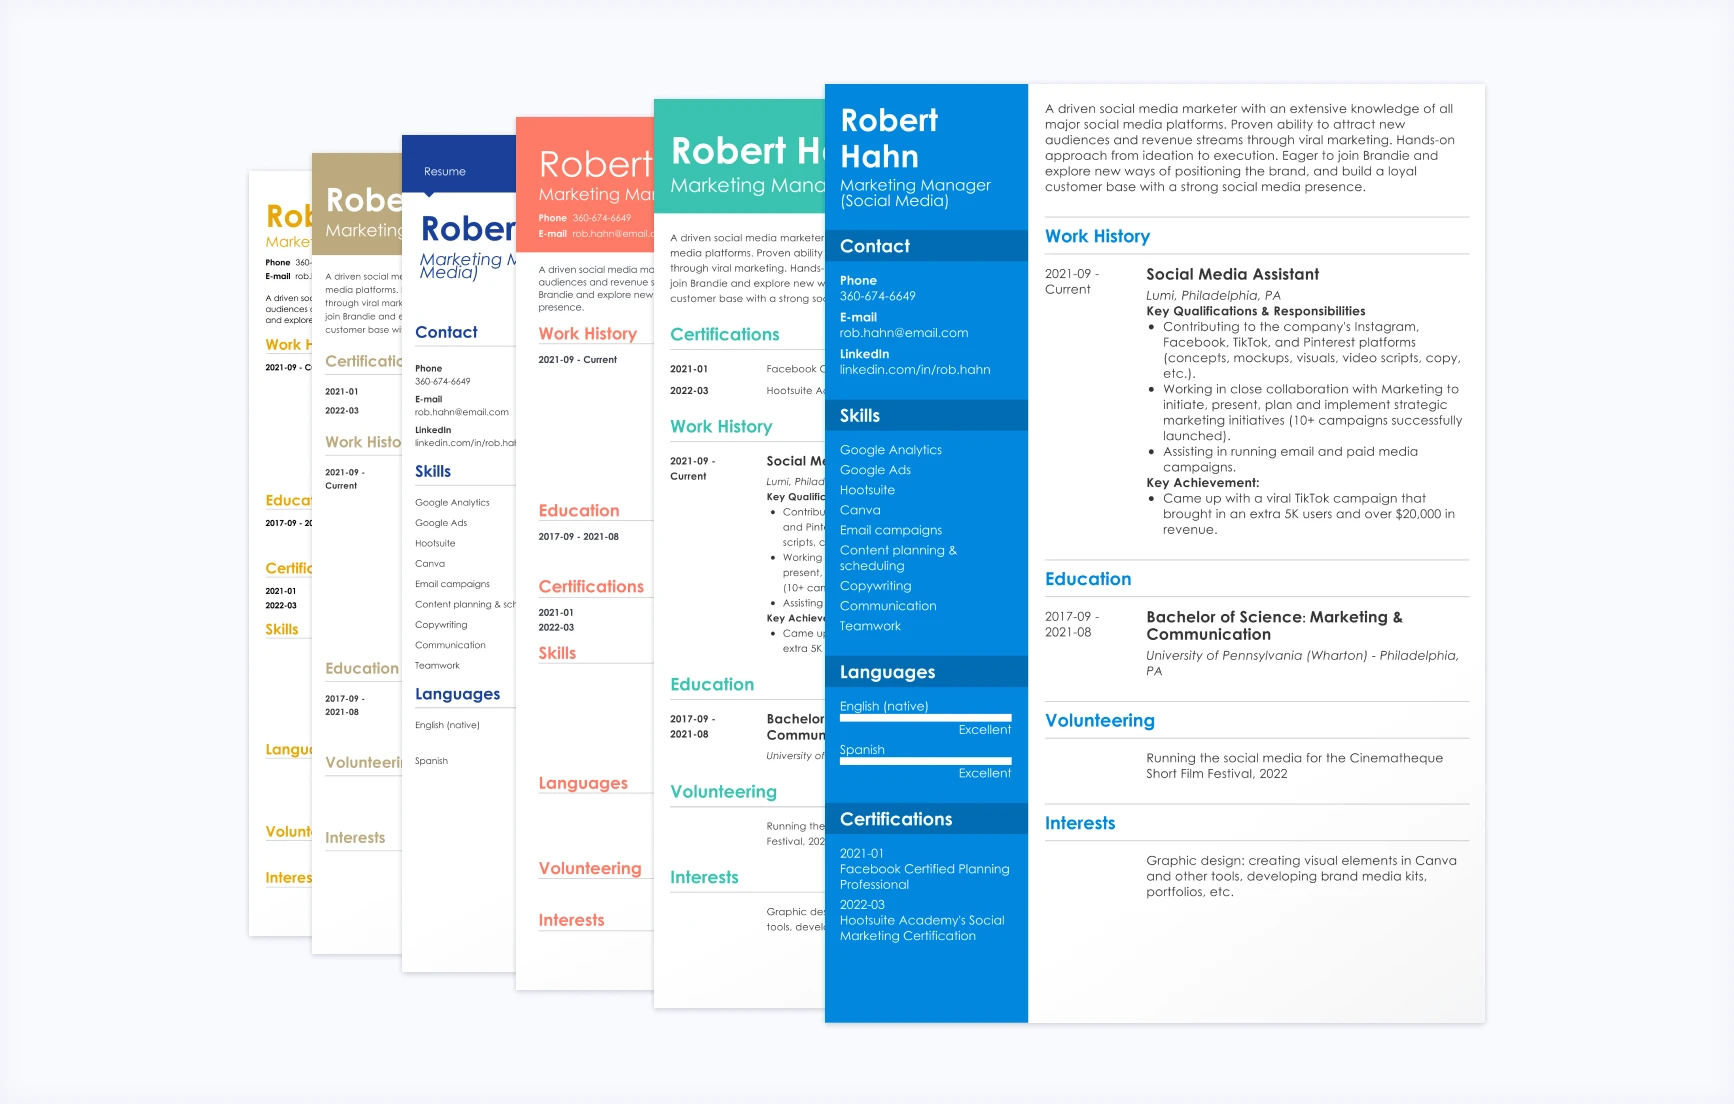 Rob
Marke
Phone 360-
E-mail rob.
A driven soc
audiences
and explore
Work H
2021-09 - C
Educa
2017-09 - 20
Certific
2021-01
2022-03
Skills
Langu
Volunt
Interes
Robe
Marketing
A driven social me
media platforms.
through viral mark
join Brandie and e
customer base wi
Certificatio
2021-01
2022-03
Work Histo
2021-09 -
Current
Education
2017-09 -
2021-08
Volunteeri
Interests
Resume
Rober
Marketing M
Media)
Contact
Phone
360-674-6649
E-mail
rob.hahn@email.com
LinkedIn
linkedin.com/in/rob.hah
Skills
Google Analytics
Google Ads
Hootsuite
Canva
Email campaigns
Content planning & sch
Copywriting
Communication
Teamwork
Languages
English (native)
Spanish
Robert
Marketing Mar
Phone 360-674-6649
E-mail rob.hahn@email.c
A driven social media ma
audiences and revenue s
Brandie and explore new
presence.
Work History
2021-09 - Current
Education
2017-09 - 2021-08
Certifications
2021-01
2022-03
Skills
Languages
Volunteering
Interests
Robert Ha
Marketing Mana
A driven social media marketer
media platforms. Proven ability
through viral marketing. Hands-
join Brandie and explore new w
customer base with a strong soc
Certifications
2021-01 Facebook C
2022-03 Hootsuite Ac
Work History
2021-09 -
Current
Social Me
Lumi, Philad
Key Qualific
• Contribu
and Pinte
scripts, c
• Working
present,
(10+ cam
• Assisting
Key Achieve
• Came up
extra 5K
Education
2017-09 -
2021-08
Bachelor
Commun
University of
Volunteering
Running the
Festival, 202
Interests
Graphic des
tools, develo
Robert
Hahn
Marketing Manager
(Social Media)
Contact
Phone
360-674-6649
E-mail
rob.hahn@email.com
LinkedIn
linkedin.com/in/rob.hahn
Skills
Google Analytics
Google Ads
Hootsuite
Canva
Email campaigns
Content planning &
scheduling
Copywriting
Communication
Teamwork
Languages
English (native)
Excellent
Spanish
Excellent
Certifications
2021-01
Facebook Certified Planning
Professional
2022-03
Hootsuite Academy's Social
Marketing Certification
A driven social media marketer with an extensive knowledge of all
major social media platforms. Proven ability to attract new
audiences and revenue streams through viral marketing. Hands-on
approach from ideation to execution. Eager to join Brandie and
explore new ways of positioning the brand, and build a loyal
customer base with a strong social media presence.
Work History
2021-09 -
Current
Social Media Assistant
Lumi, Philadelphia, PA
Key Qualifications & Responsibilities
• Contributing to the company's Instagram,
Facebook, TikTok, and Pinterest platforms
(concepts, mockups, visuals, video scripts, copy,
etc.).
• Working in close collaboration with Marketing to
initiate, present, plan and implement strategic
marketing initiatives (10+ campaigns successfully
launched).
• Assisting in running email and paid media
campaigns.
Key Achievement:
• Came up with a viral TikTok campaign that
brought in an extra 5K users and over $20,000 in
revenue.
Education
2017-09 -
2021-08
Bachelor of Science: Marketing &
Communication
University of Pennsylvania (Wharton) - Philadelphia,
PA
Volunteering
Running the social media for the Cinematheque
Short Film Festival, 2022
Interests
Graphic design: creating visual elements in Canva
and other tools, developing brand media kits,
portfolios, etc.